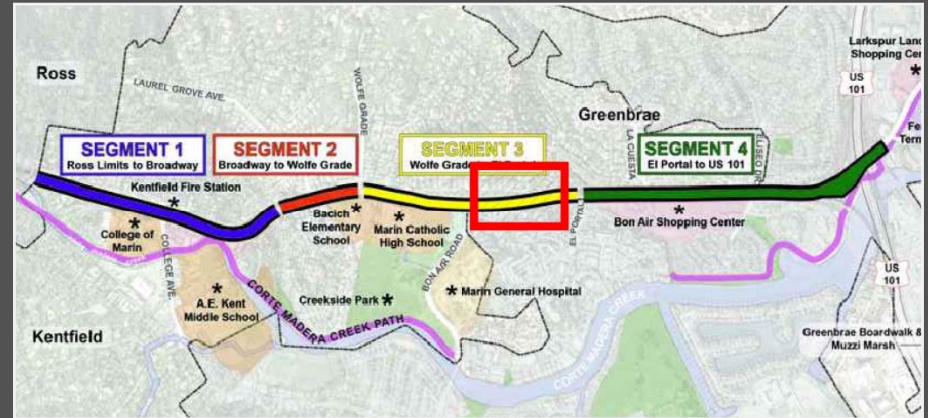 Ross
LAUREL GROVE AVE.
WOLFE GRADE
Greenbrae
LA CUESTA
ELISEO DR.
US
101
Larkspur Land
Shopping Cen
SEGMENT 1
Ross Limits to Broadway
SEGMENT 2
Broadway to Wolfe Grade
SEGMENT 3
Wolfe Grade
SEGMENT 4
El Portal to US 101
Fe
Tern
Kentfield Fire Station
College of
Marin
COLLEGE AVE.
Bacich
Elementary
School
Marin Catholic
High School
BON AIR ROAD
EL PORTAL
Bon Air Shopping Center
A.E. Kent
Middle School
Creekside Park
Marin General Hospital
CORTE MADERA CREEK PATH
CORTE MADERA CREEK
US
101
Kentfield
Greenbrae Boardwalk &
Muzzi Marsh